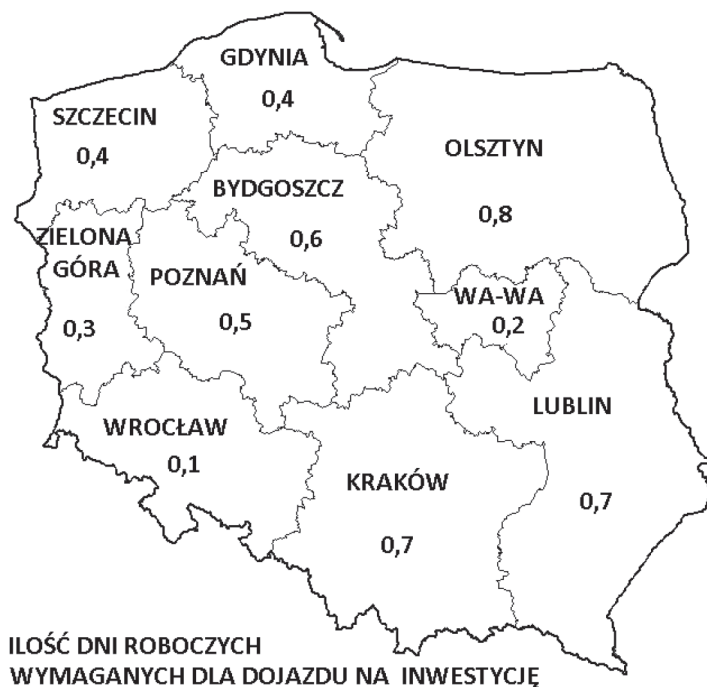 GDYNIA
0,4
SZCZECIN
0,4
OLSZTYN
0,8
BYDGOSZCZ
0,6
ZIELONA
GÓRA
0,3
POZNAŃ
0,5
WA-WA
0,2
LUBLIN
0,7
WROCŁAW
0,1
KRAKÓW
0,7
ILOŚĆ DNI ROBOCZYCH
WYMAGANYCH DLA DOJAZDU NA INWESTYCJĘ